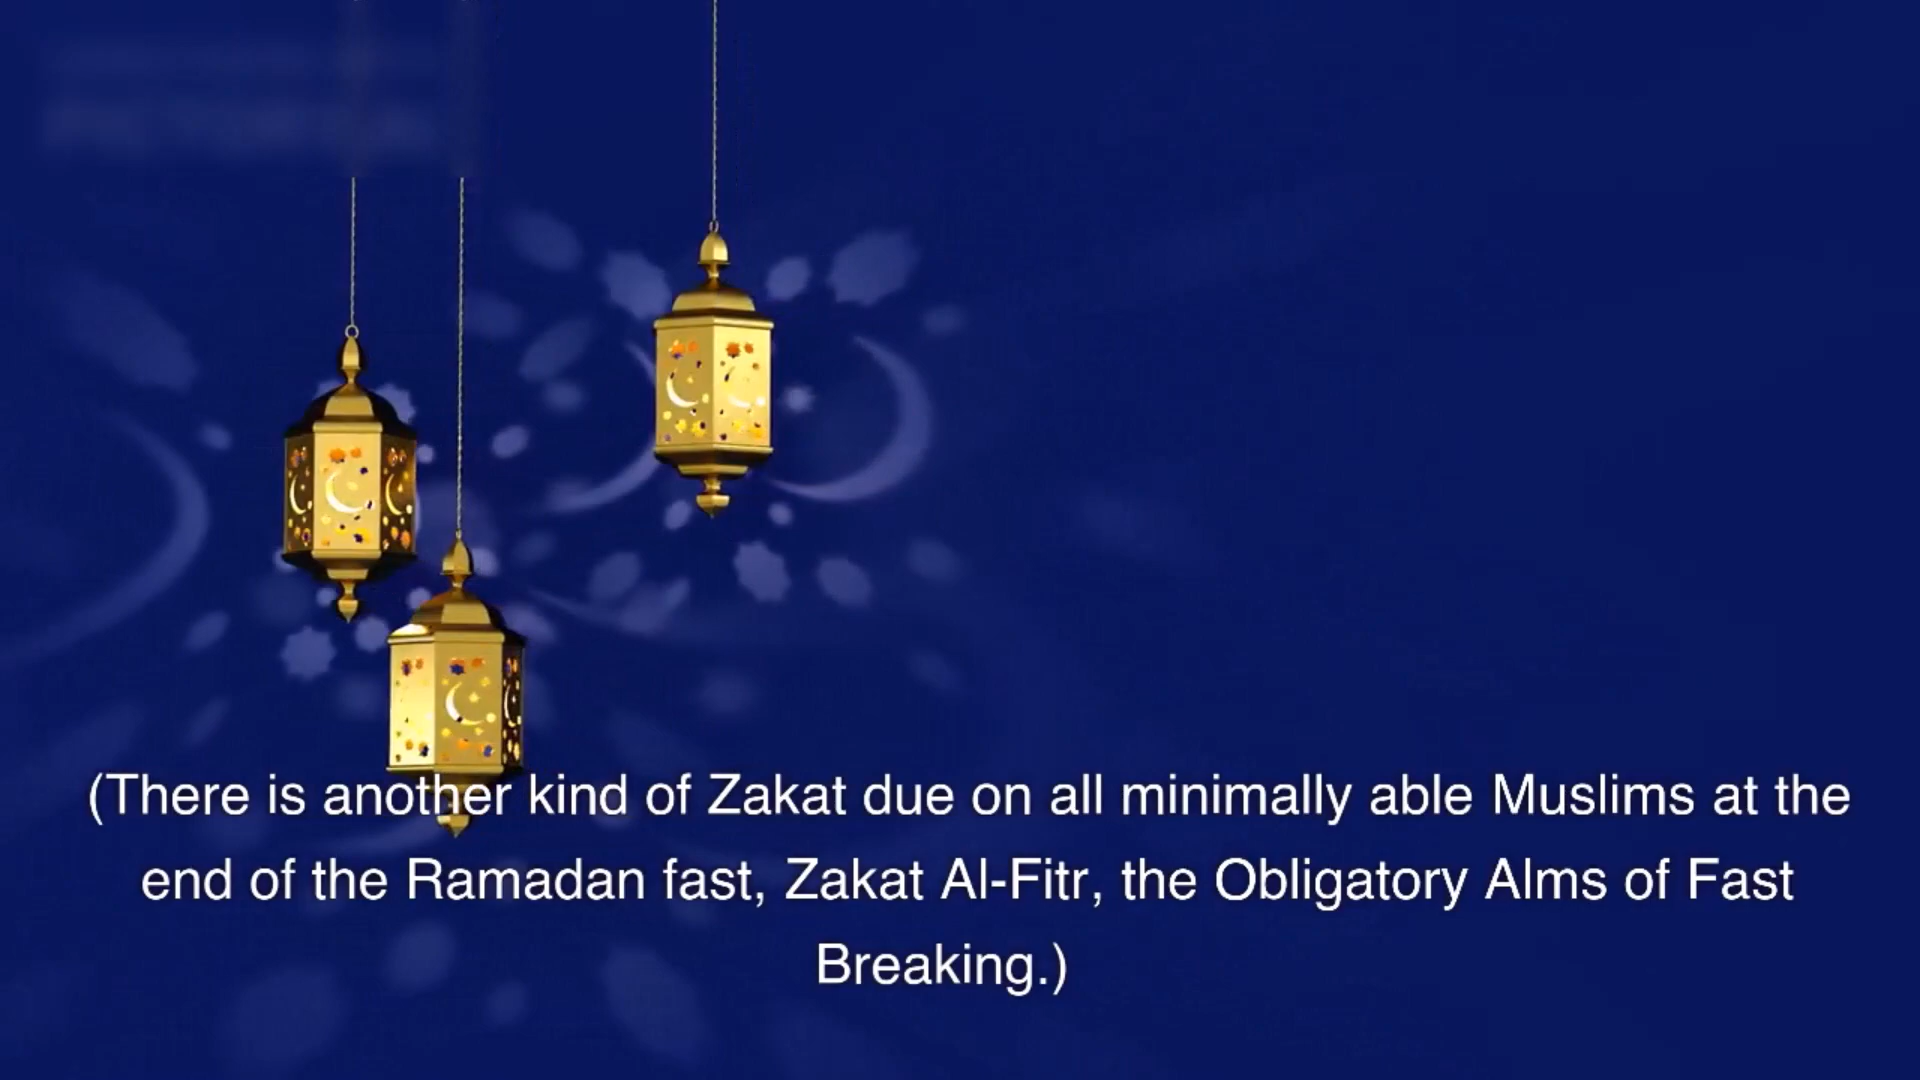 (There is another kind of Zakat due on all minimally able Muslims at the
end of the Ramadan fast, Zakat Al-Fitr, the Obligatory Alms of Fast
Breaking.)